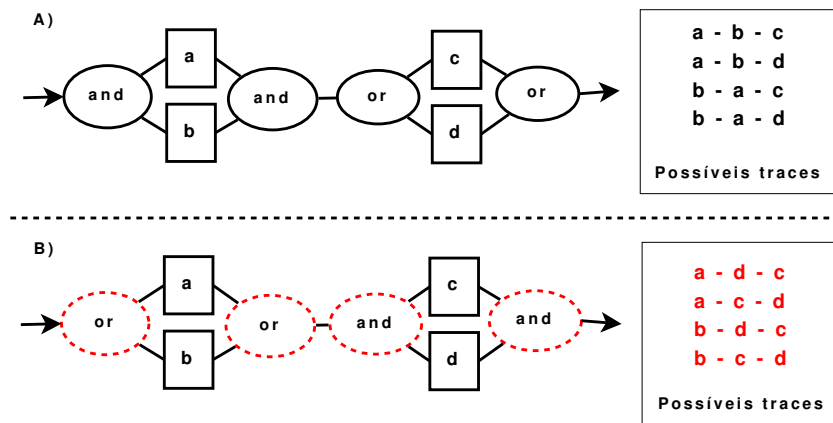 A)
a
c
and
and
or
or
b
d
a - b - c
a - b - d
b - a - c
b - a - d
Possíveis traces
B)
a
c
or
or
and
and
b
d
a - d - c
a - c - d
b - d - c
b - c - d
Possíveis traces